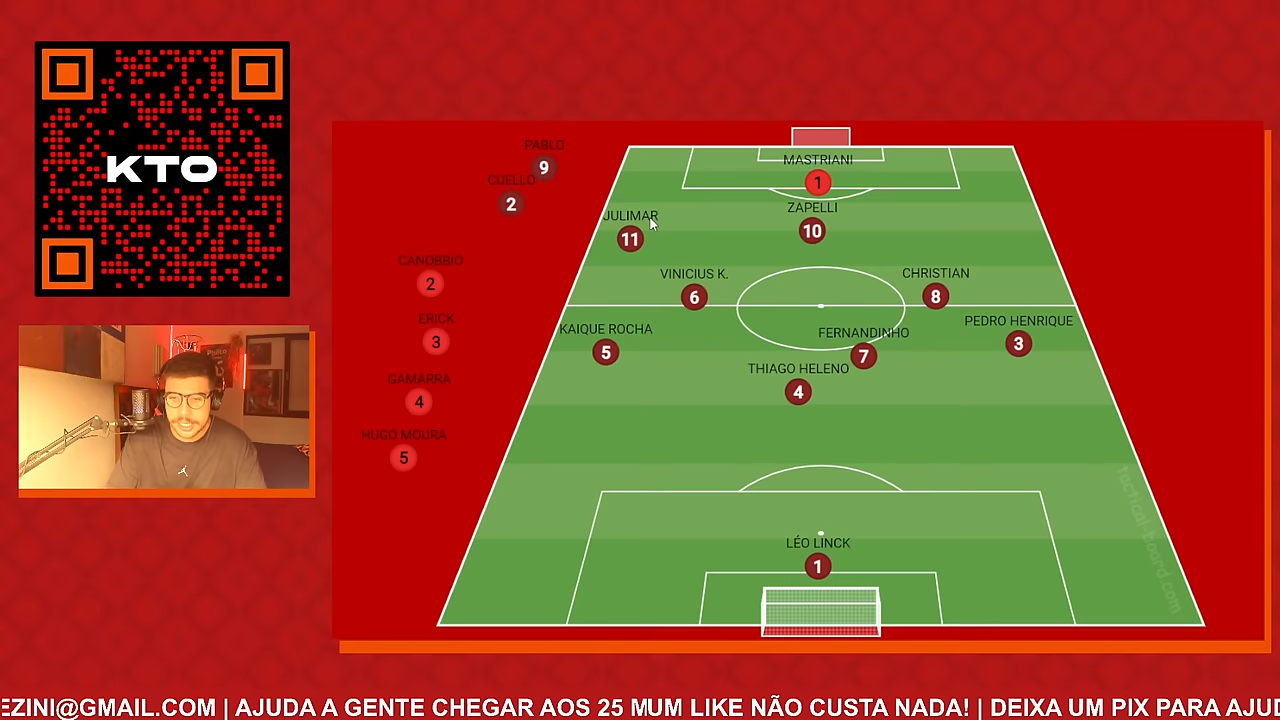 KTO
PABLO
9
CUELLO
2
CANOBBIO
2
ERICK
3
GAMARRA
4
HUGO MOURA
5
MASTRIANI
1
ZAPELLI
10
JULIMAR
11
VINICIUS K.
6
CHRISTIAN
8
KAIQUE ROCHA
5
FERNANDINHO
7
PEDRO HENRIQUE
3
THIAGO HELENO
4
LÉO LINCK
1
tactical-board.com
EZINI@GMAIL.COM | AJUDA A GENTE CHEGAR AOS 25 MUM LIKE NÃO CUSTA NADA! | DEIXA UM PIX PARA AJU